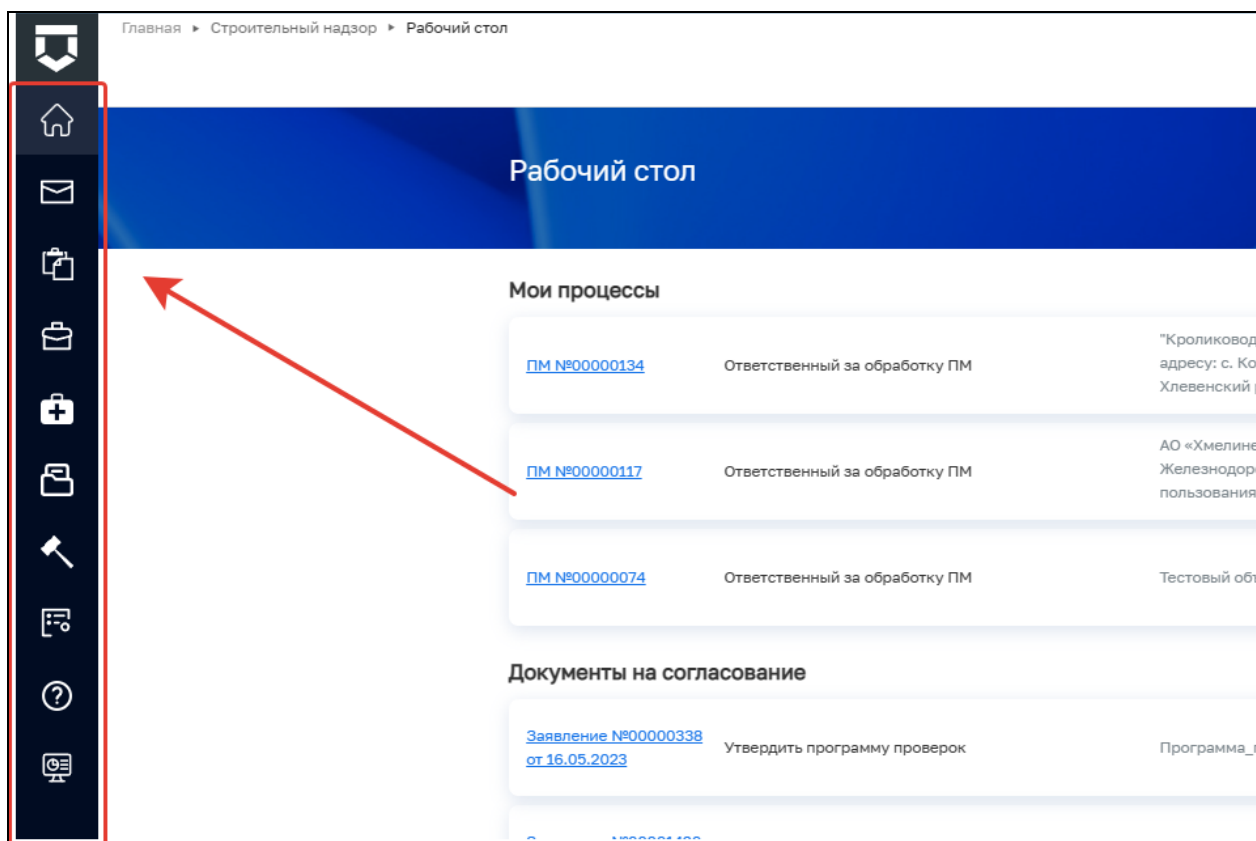 Главная ▸ Строительный надзор ▸ Рабочий стол
Рабочий стол
Мои процессы
"Кроликовод
ПМ №00000134 Ответственный за обработку ПМ адресу: с. Ко
Хлевенский
АО «Хмелине
ПМ №00000117 Ответственный за обработку ПМ Железнодор
пользования
ПМ №00000074 Ответственный за обработку ПМ Тестовый об
Документы на согласование
Заявление №00000338
от 16.05.2023
Утвердить программу проверок
Программа_